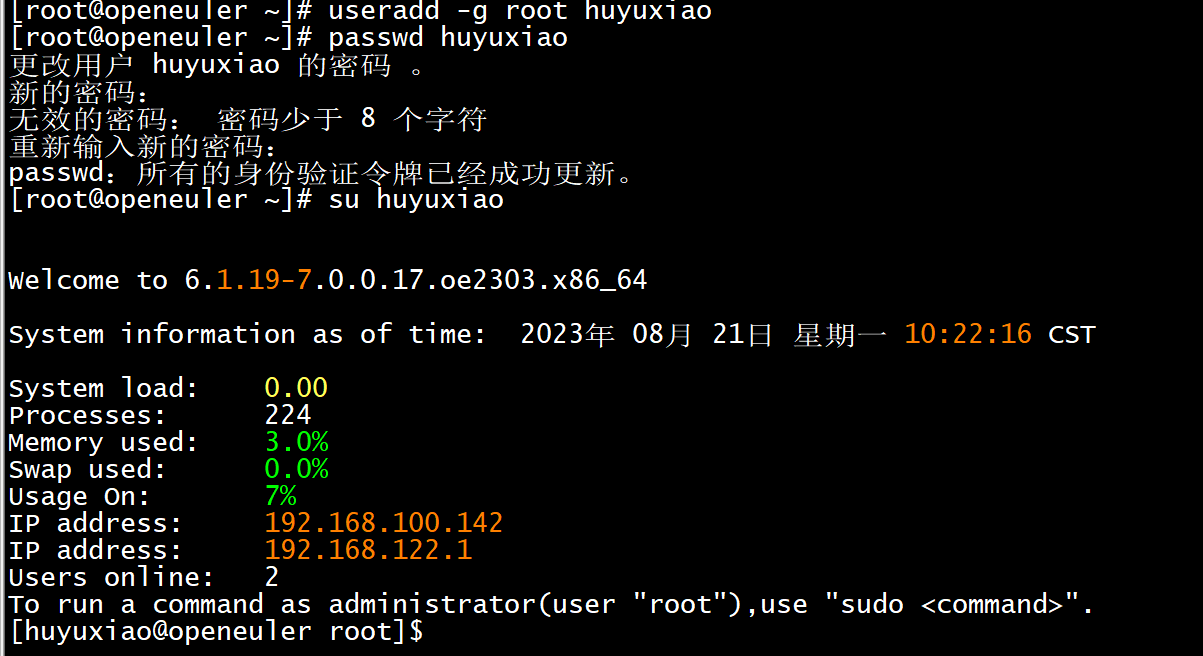 [root@openeuler ~]# useradd -g root huyuxiao
[root@openeuler ~]# passwd huyuxiao
更改用户 huyuxiao 的密码 。
新的密码：
无效的密码： 密码少于 8 个字符
重新输入新的密码：
passwd：所有的身份验证令牌已经成功更新。
[root@openeuler ~]# su huyuxiao
Welcome to 6.1.19-7.0.0.17.oe2303.x86_64
System information as of time:  2023年 08月 21日 星期一 10:22:16 CST
System load:    0.00
Processes:      224
Memory used:    3.0%
Swap used:      0.0%
Usage On:       7%
IP address:     192.168.100.142
IP address:     192.168.122.1
Users online:   2
To run a command as administrator(user "root"),use "sudo <command>".
[huyuxiao@openeuler root]$